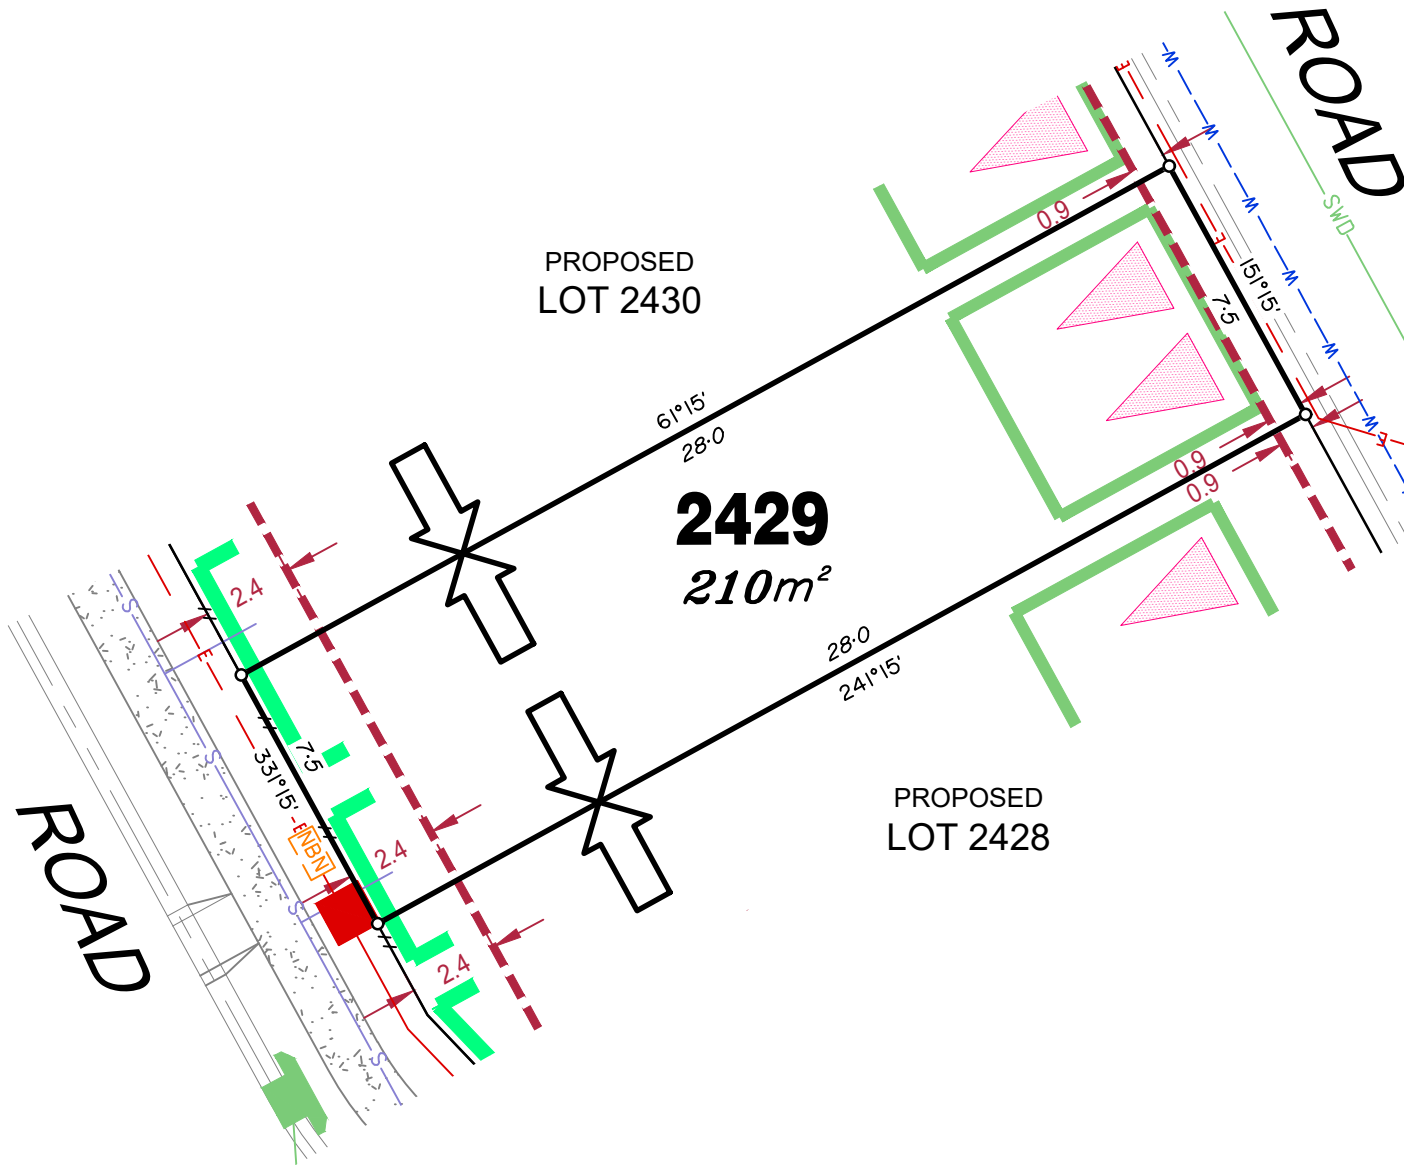 ROAD
E
W
W
W
W
W
W
SWD
0.9
E
151°15'
7·5
PROPOSED
LOT 2430
61°15'
28·0
0.9
0.9
2429
210m²
28·0
241°15'
PROPOSED
LOT 2428
S
2.4
E
S
7·5
331°15'
E
NBN
2.4
S
2.4
S
ROAD